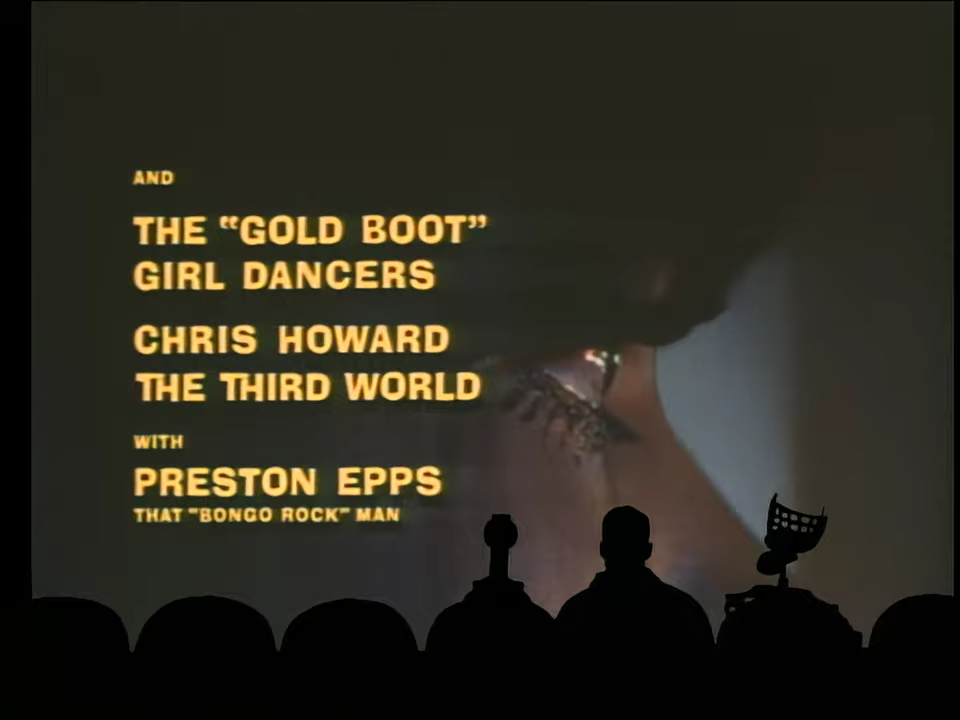 AND
THE “GOLD BOOT”
GIRL DANCERS
CHRIS HOWARD
THE THIRD WORLD
WITH
PRESTON EPPS
THAT "BONGO ROCK" MAN